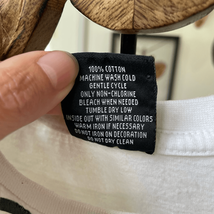 100% COTTON
MACHINE WASH COLD
GENTLE CYCLE
ONLY NON-CHLORINE
BLEACH WHEN NEEDED
TUMBLE DRY LOW
INSIDE OUT WITH SIMILAR COLORS
WARM IRON IF NECESSARY
DO NOT IRON ON DECORATION
DO NOT DRY CLEAN